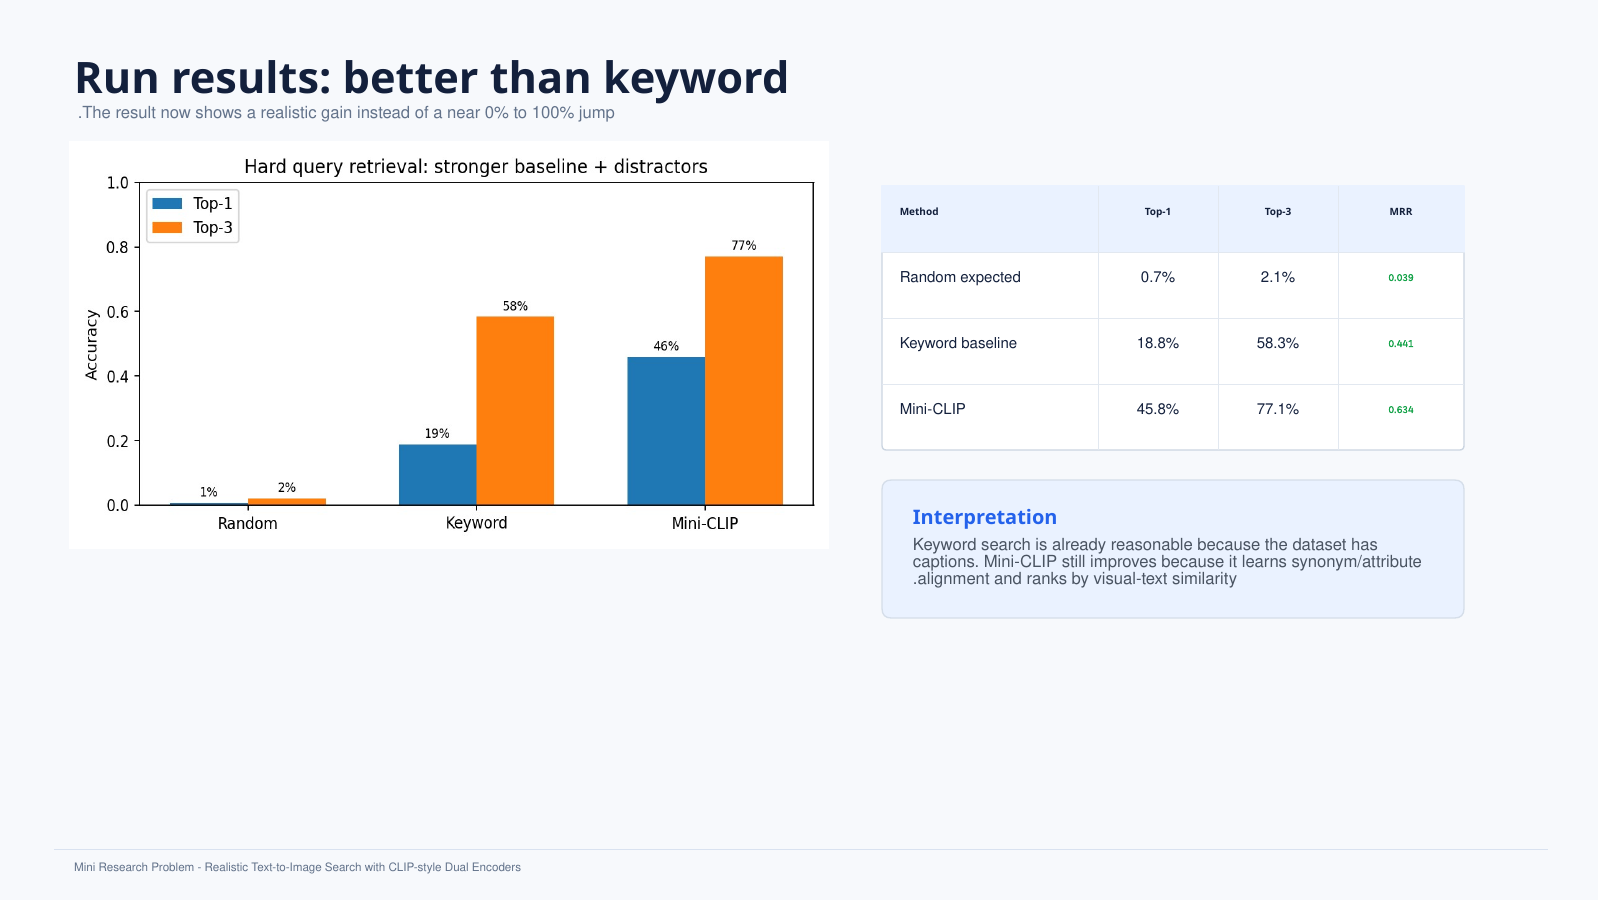 Run results: better than keyword
.The result now shows a realistic gain instead of a near 0% to 100% jump
Hard query retrieval: stronger baseline + distractors
Top-1
Top-3
Accuracy
1.0
0.8
0.6
0.4
0.2
0.0
1%
2%
19%
58%
46%
77%
Random
Keyword
Mini-CLIP
Method Top-1 Top-3 MRR
Random expected 0.7% 2.1% 0.039
Keyword baseline 18.8% 58.3% 0.441
Mini-CLIP 45.8% 77.1% 0.634
Interpretation
Keyword search is already reasonable because the dataset has
captions. Mini-CLIP still improves because it learns synonym/attribute
.alignment and ranks by visual-text similarity
Mini Research Problem - Realistic Text-to-Image Search with CLIP-style Dual Encoders